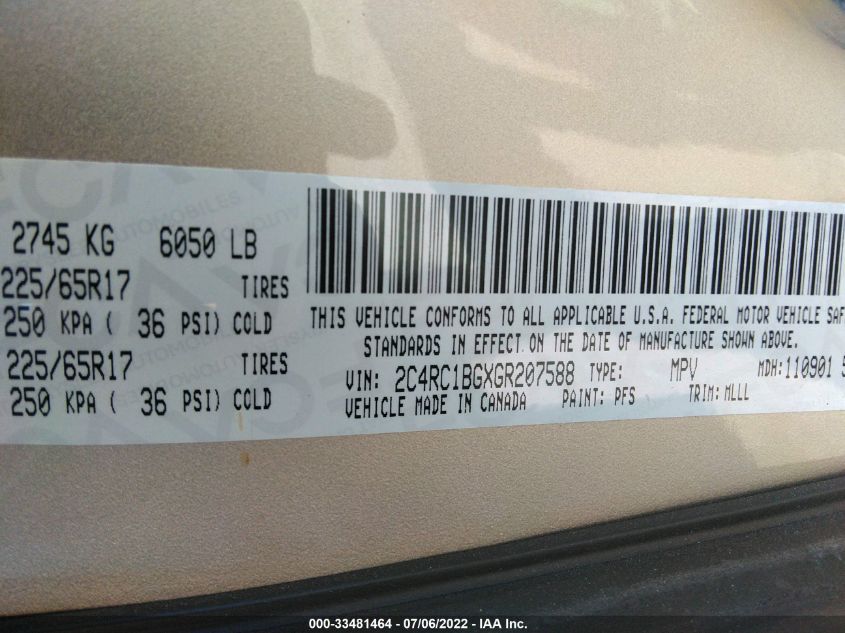 2745 KG 6050 LB
225/65R17 TIRES
250 KPA ( 36 PSI) COLD
225/65R17 TIRES
250 KPA ( 36 PSI) COLD
THIS VEHICLE CONFORMS TO ALL APPLICABLE U.S.A. FEDERAL MOTOR VEHICLE SAF
STANDARDS IN EFFECT ON THE DATE OF MANUFACTURE SHOWN ABOVE.
VIN: 2C4RC1BGXGR207588 TYPE: MPV MDH:110901 5
VEHICLE MADE IN CANADA PAINT: PFS TRIM: MLLL
000-33481464 / 07/06/2022 - IAA Inc.